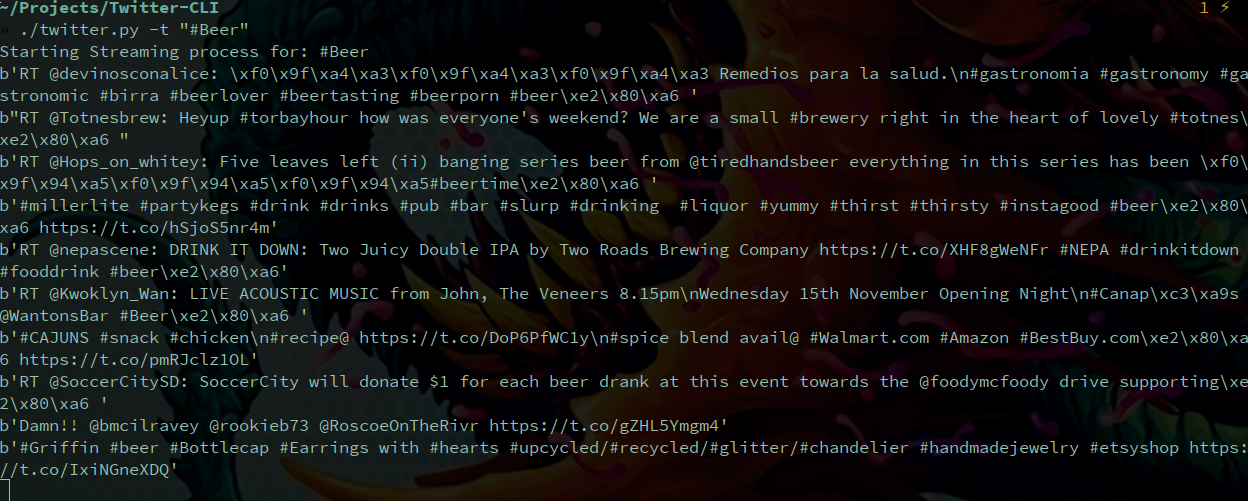 ~/Projects/Twitter-CLI 1 ⚡
» ./twitter.py -t "#Beer"
Starting Streaming process for: #Beer
b'RT @devinosconalice: \xf0\x9f\xa4\xa3\xf0\x9f\xa4\xa3\xf0\x9f\xa4\xa3 Remedios para la salud.\n#gastronomia #gastronomy #ga
stronomic #birra #beerlover #beertasting #beerporn #beer\xe2\x80\xa6 '
b"RT @Totnesbrew: Heyup #torbayhour how was everyone's weekend? We are a small #brewery right in the heart of lovely #totnes\
xe2\x80\xa6 "
b'RT @Hops_on_whitey: Five leaves left (ii) banging series beer from @tiredhandsbeer everything in this series has been \xf0\
x9f\x94\xa5\xf0\x9f\x94\xa5\xf0\x9f\x94\xa5#beertime\xe2\x80\xa6 '
b'#millerlite #partykegs #drink #drinks #pub #bar #slurp #drinking  #liquor #yummy #thirst #thirsty #instagood #beer\xe2\x80\
xa6 https://t.co/hSjoS5nr4m'
b'RT @nepascene: DRINK IT DOWN: Two Juicy Double IPA by Two Roads Brewing Company https://t.co/XHF8gWeNFr #NEPA #drinkitdown
#fooddrink #beer\xe2\x80\xa6'
b'RT @Kwoklyn_Wan: LIVE ACOUSTIC MUSIC from John, The Veneers 8.15pm\nWednesday 15th November Opening Night\n#Canap\xc3\xa9s
@WantonsBar #Beer\xe2\x80\xa6 '
b'#CAJUNS #snack #chicken\n#recipe@ https://t.co/DoP6PfWC1y\n#spice blend avail@ #Walmart.com #Amazon #BestBuy.com\xe2\x80\xa
6 https://t.co/pmRJclz1OL'
b'RT @SoccerCitySD: SoccerCity will donate $1 for each beer drank at this event towards the @foodymcfoody drive supporting\xe
2\x80\xa6 '
b'Damn!! @bmcilravey @rookieb73 @RoscoeOnTheRivr https://t.co/gZHL5Ymgm4'
b'#Griffin #beer #Bottlecap #Earrings with #hearts #upcycled/#recycled/#glitter/#chandelier #handmadejewelry #etsyshop https:
//t.co/IxiNGneXDQ'